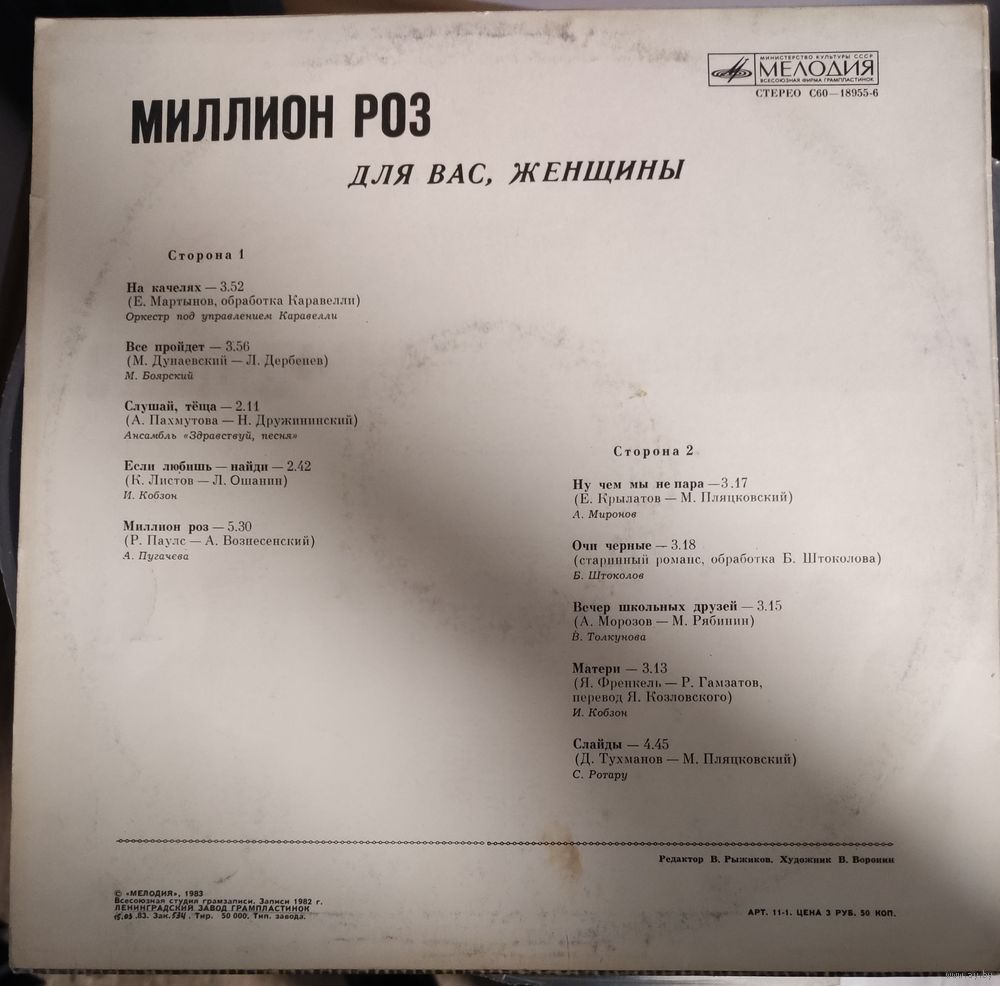 МИНИСТЕРСТВО КУЛЬТУРЫ СССР
МЕЛОДИЯ
ВСЕСОЮЗНАЯ ФИРМА ГРАМПЛАСТИНОК
СТЕРЕО С60—18955-6
МИЛЛИОН РОЗ
ДЛЯ ВАС, ЖЕНЩИНЫ
Сторона 1
На качелях — 3.52
(Е. Мартынов, обработка Каравелли)
Оркестр под управлением Каравелли
Все пройдет — 3.56
(М. Дунаевский — Л. Дербенев)
М. Боярский
Слушай, тёща — 2.11
(А. Пахмутова — Н. Дружининский)
Ансамбль «Здравствуй, песня»
Если любишь — найди — 2.42
(К. Листов — Л. Ошанин)
И. Кобзон
Миллион роз — 5.30
(Р. Паулс — А. Вознесенский)
А. Пугачева
Сторона 2
Ну чем мы не пара —3.17
(Е. Крылатов — М. Пляцковский)
А. Миронов
Очи черные — 3.18
(старинный романс, обработка Б. Штоколова)
Б. Штоколов
Вечер школьных друзей — 3.15
(А. Морозов — М. Рябинин)
В. Толкунова
Матери — 3.13
(Я. Френкель — Р. Гамзатов,
перевод Я. Козловского)
И. Кобзон
Слайды — 4.45
(Д. Тухманов — М. Пляцковский)
С. Ротару
Редактор В. Рыжиков. Художник В. Воронин
© «МЕЛОДИЯ», 1983
Всесоюзная студия грамзаписи. Записи 1982 г.
ЛЕНИНГРАДСКИЙ ЗАВОД ГРАМПЛАСТИНОК
15.03.83. Зак. 534. Тир. 50 000. Тип. завода.
АРТ. 11-1. ЦЕНА 3 РУБ. 50 КОП.